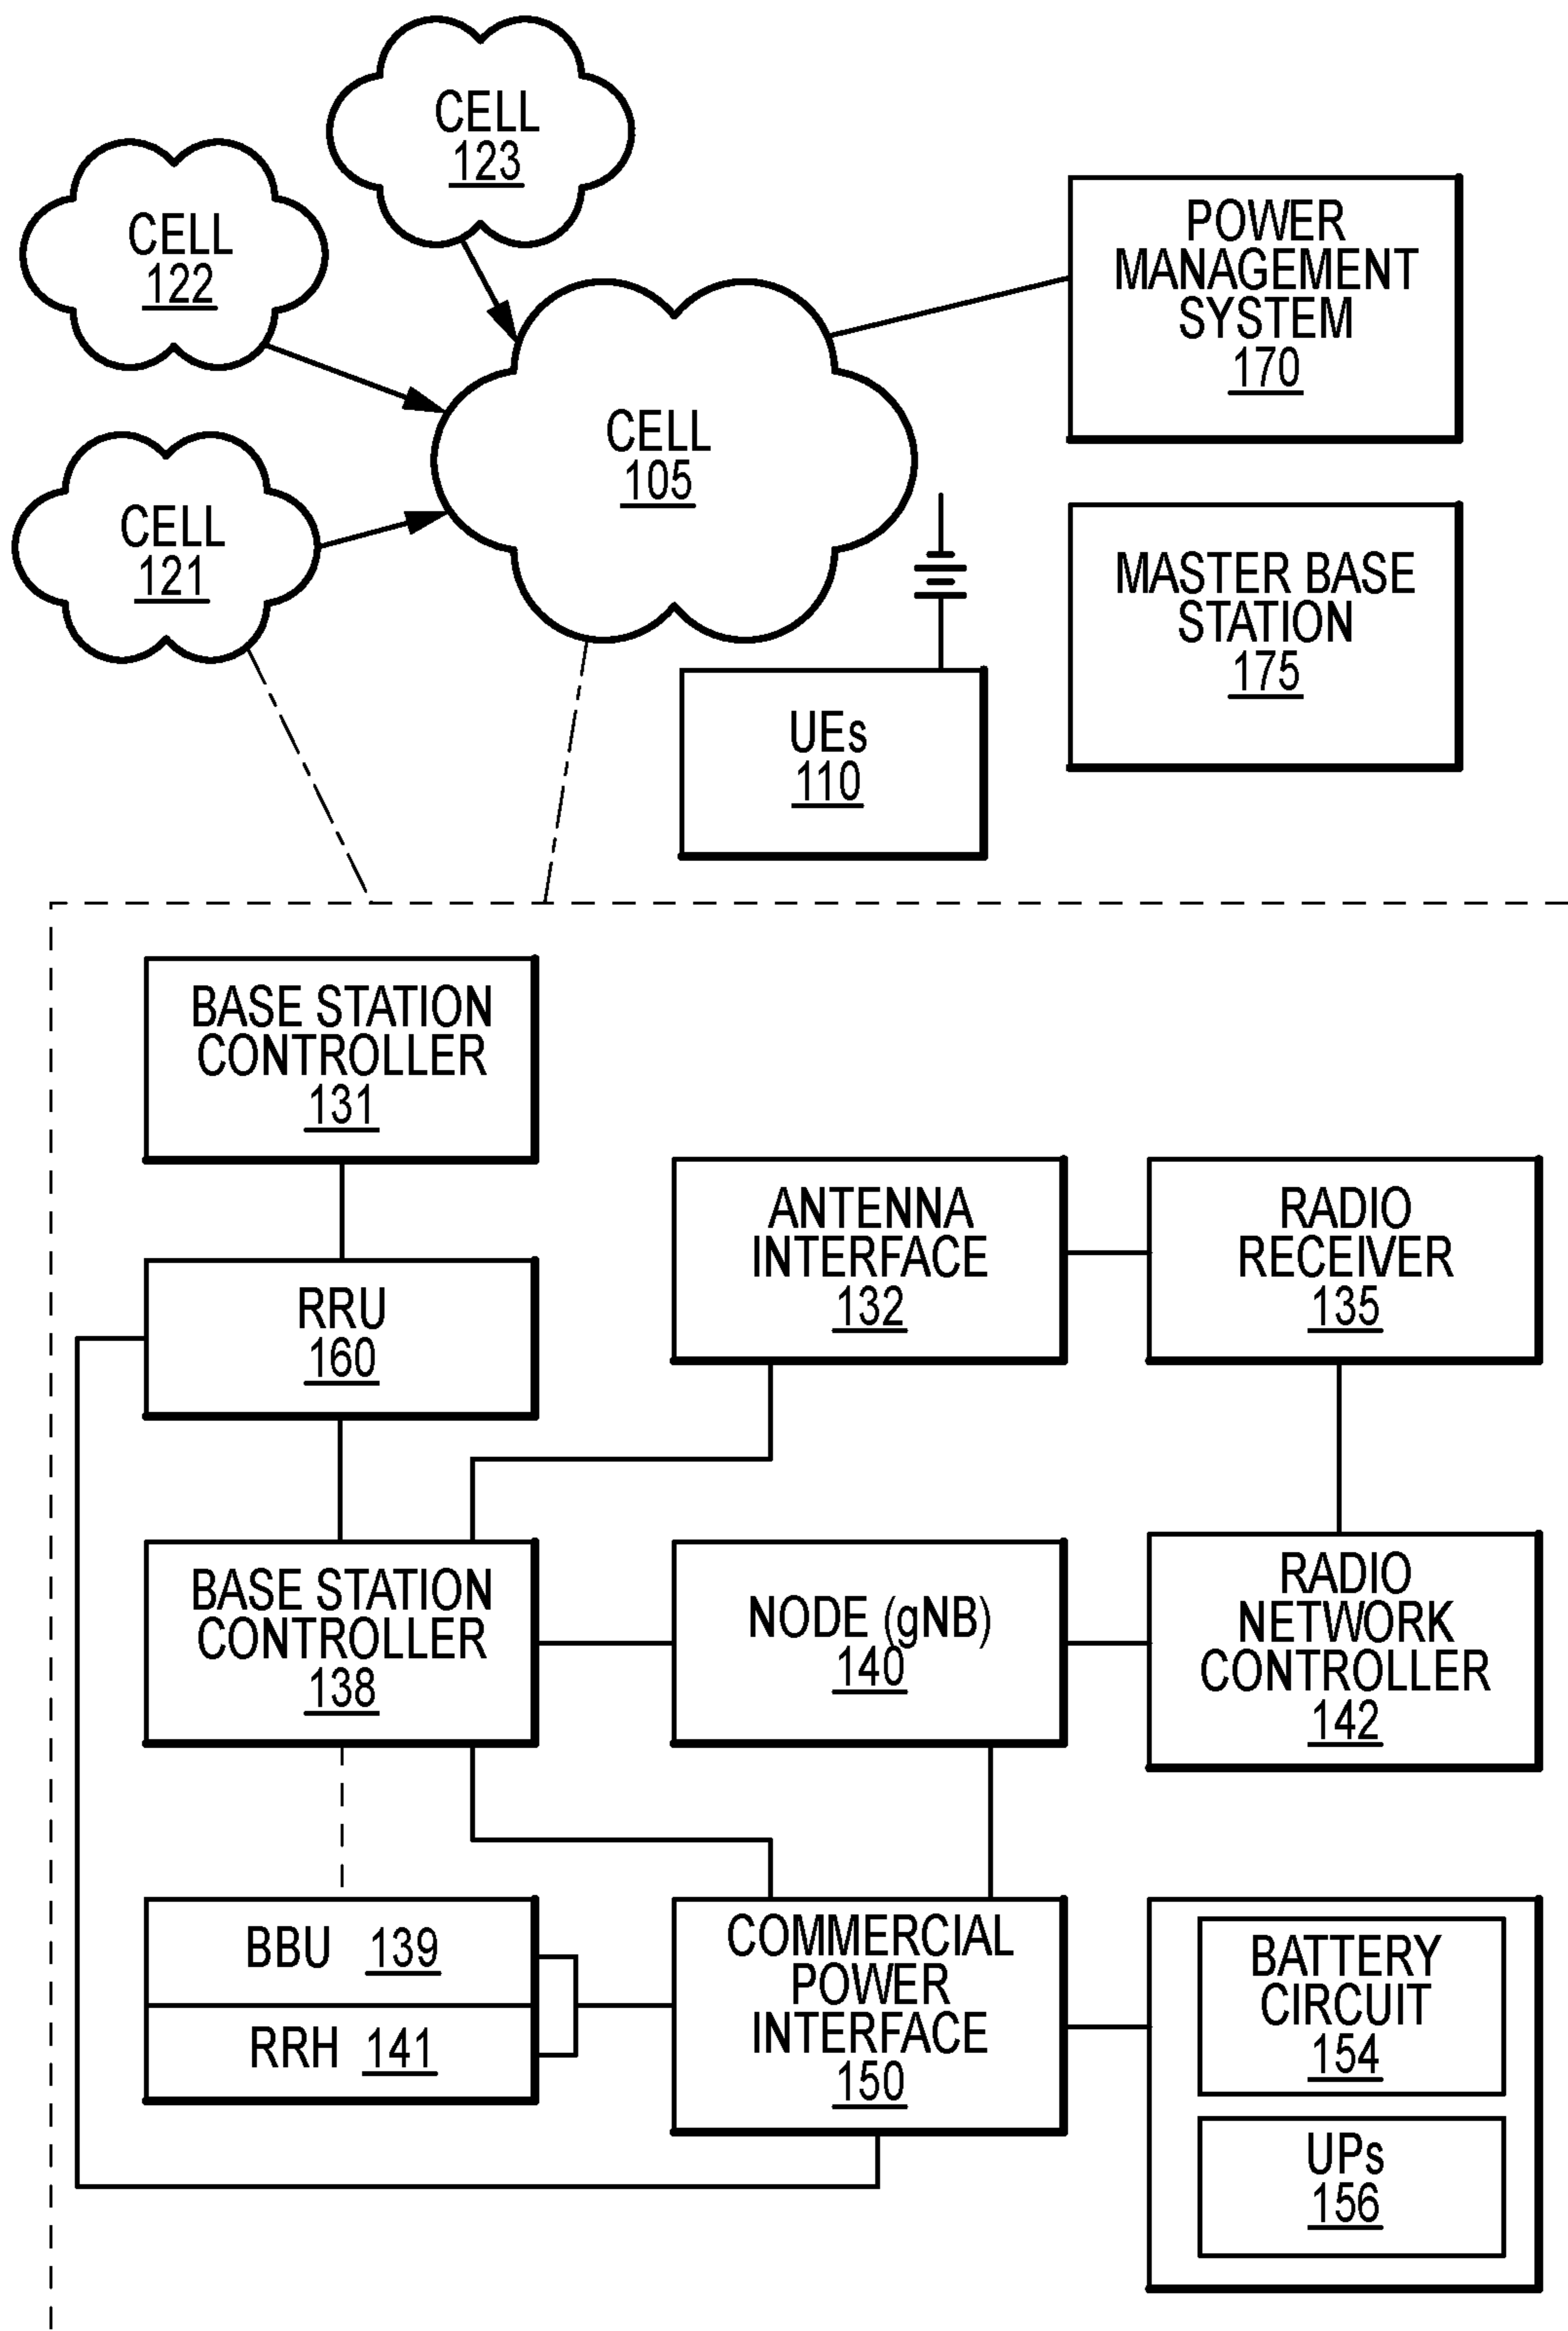 CELL
123
CELL
122
POWER
MANAGEMENT
SYSTEM
170
CELL
105
CELL
121
MASTER BASE
STATION
175
UEs
110
BASE STATION
CONTROLLER
131
ANTENNA
INTERFACE
132
RADIO
RECEIVER
135
RRU
160
BASE STATION
CONTROLLER
138
NODE (gNB)
140
RADIO
NETWORK
CONTROLLER
142
BBU 139
RRH 141
COMMERCIAL
POWER
INTERFACE
150
BATTERY
CIRCUIT
154
UPs
156